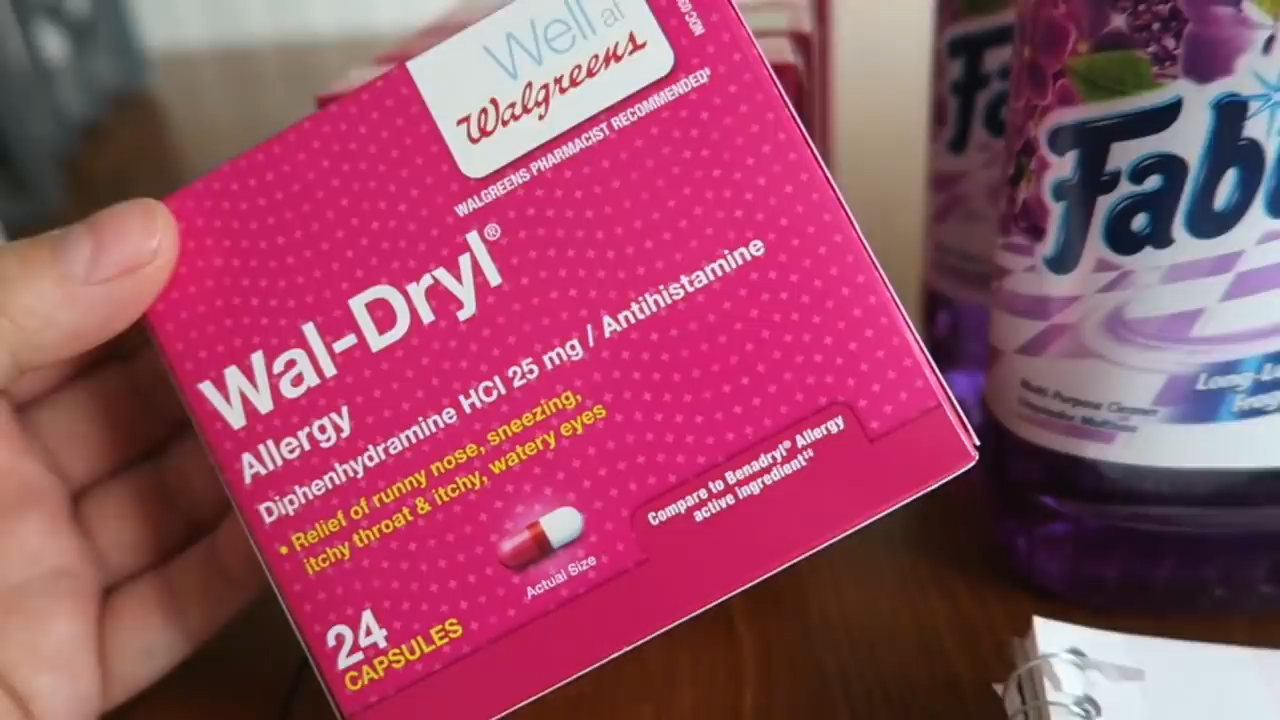 Well at
Walgreens
WALGREENS PHARMACIST RECOMMENDED‡
Wal-Dryl®
Allergy
Diphenhydramine HCl 25 mg / Antihistamine
• Relief of runny nose, sneezing,
itchy throat & itchy, watery eyes
Actual Size
Compare to Benadryl® Allergy
active ingredient‡‡
24
CAPSULES
NDC
Fab
Fab
Multi-Purpose Cleaner